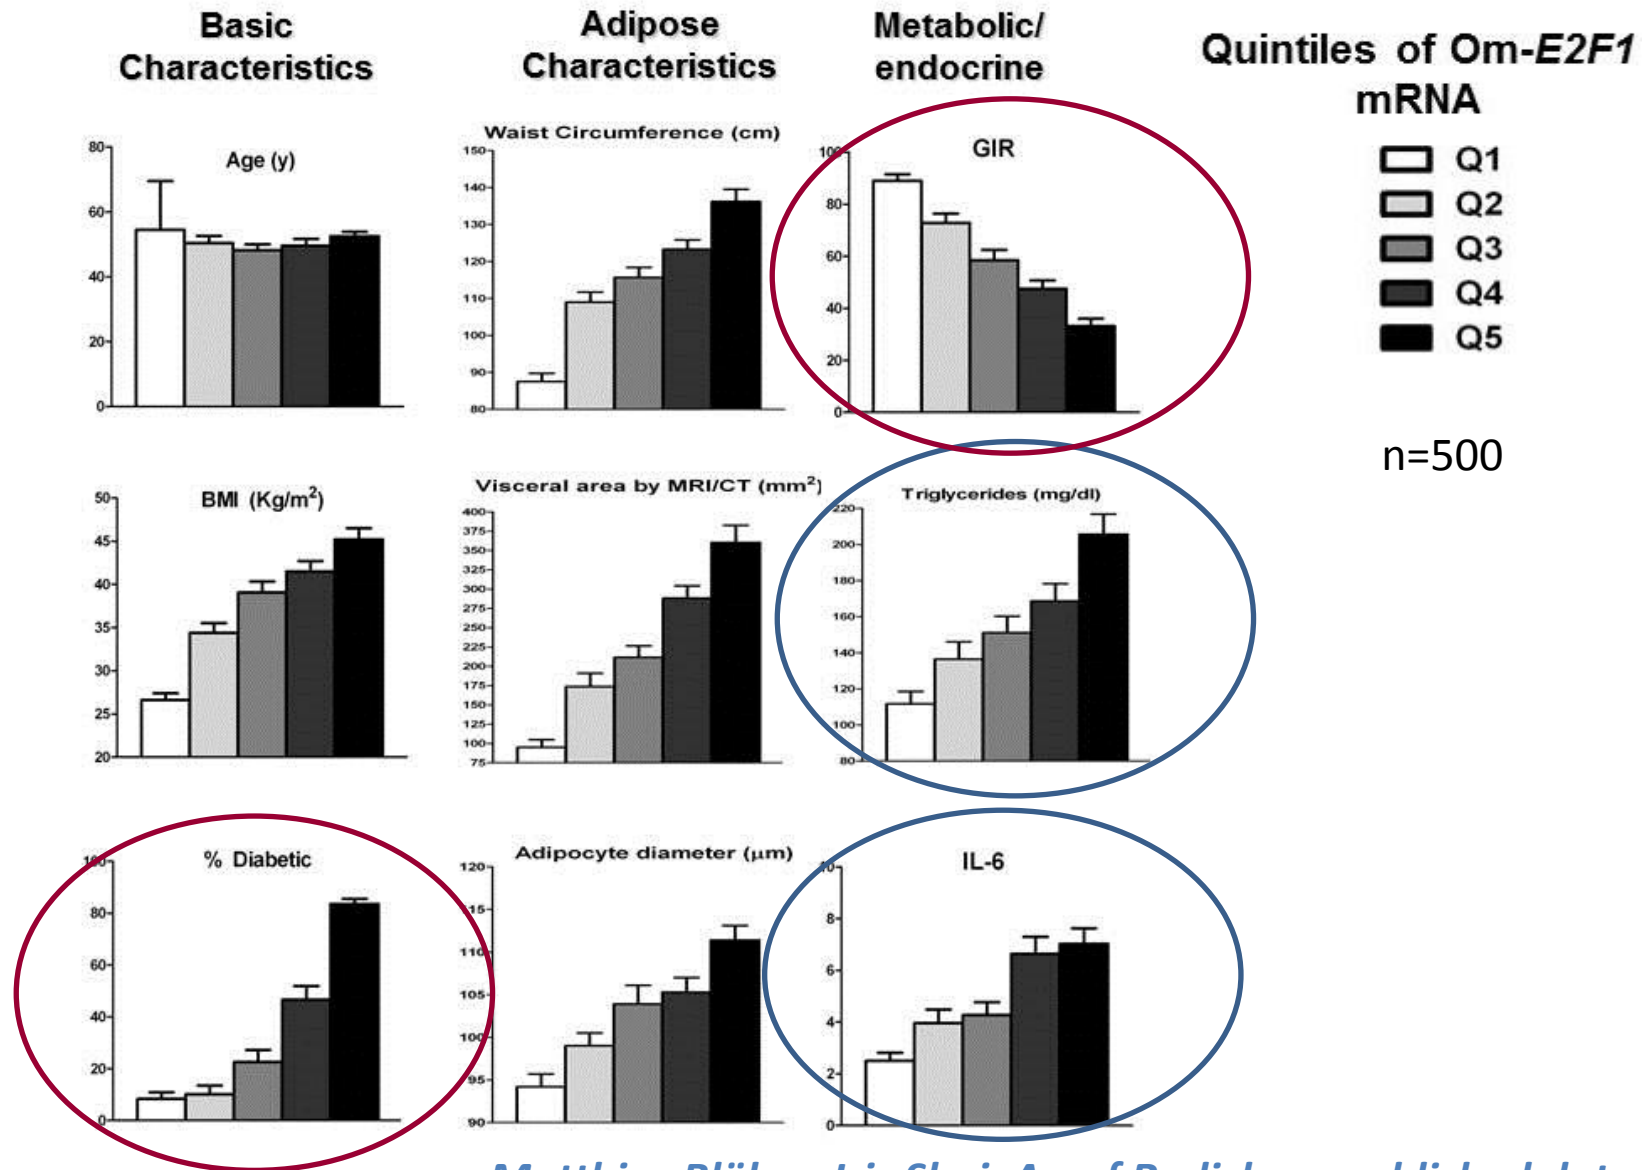 Basic
Characteristics
Adipose
Characteristics
Metabolic/
endocrine
Quintiles of Om-E2F1
mRNA
Q1
Q2
Q3
Q4
Q5
n=500
Age (y)
80
60
40
20
0
Waist Circumference (cm)
150
140
130
120
110
100
90
80
GIR
100
80
60
40
20
0
BMI (Kg/m²)
50
45
40
35
30
25
20
Visceral area by MRI/CT (mm²)
400
375
350
325
300
275
250
225
200
175
150
125
100
75
Triglycerides (mg/dl)
220
200
180
160
140
120
100
80
% Diabetic
100
80
60
40
20
0
Adipocyte diameter (μm)
120
115
110
105
100
95
90
IL-6
10
8
6
4
2
0